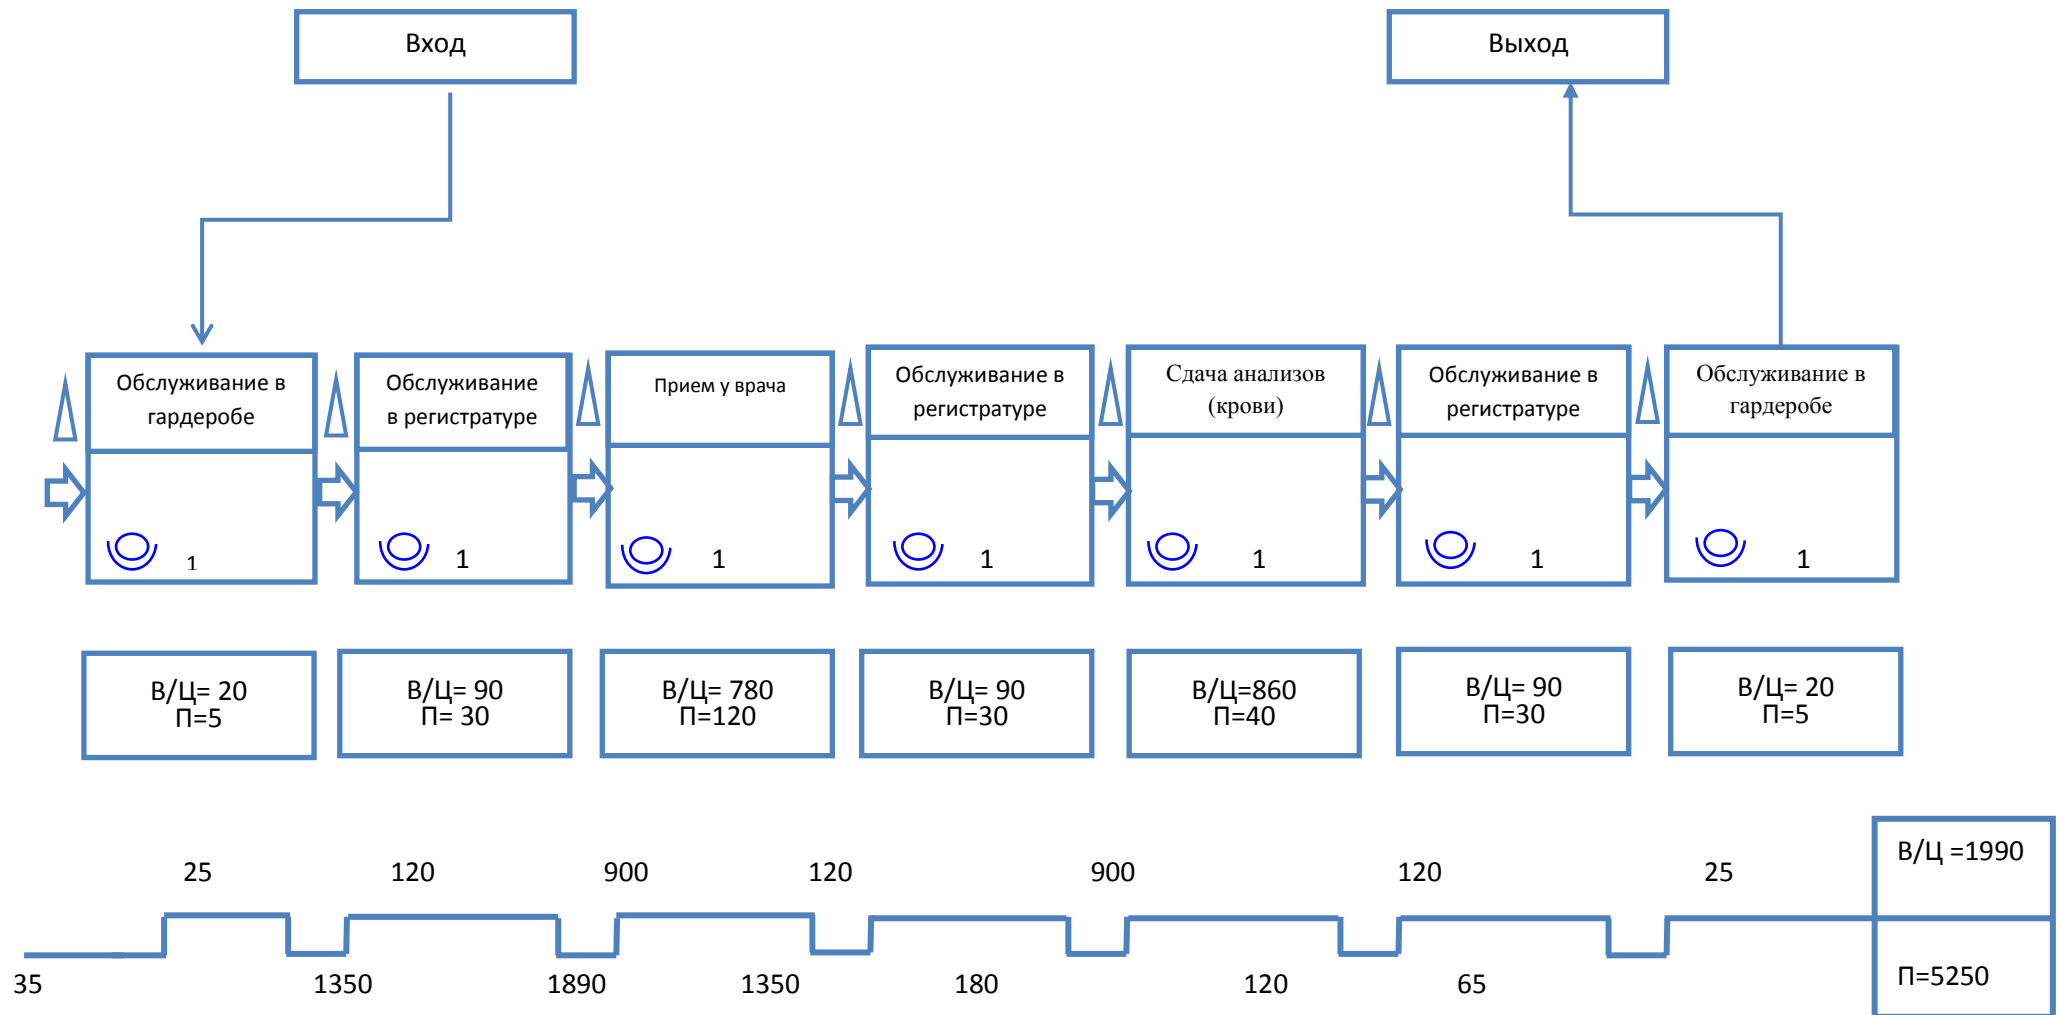 Вход
Выход
Обслуживание в
гардеробе
1
Обслуживание
в регистратуре
1
Прием у врача
1
Обслуживание в
регистратуре
1
Сдача анализов
(крови)
1
Обслуживание в
регистратуре
1
Обслуживание в
гардеробе
1
В/Ц= 20
П=5
В/Ц= 90
П= 30
В/Ц= 780
П=120
В/Ц= 90
П=30
В/Ц=860
П=40
В/Ц= 90
П=30
В/Ц= 20
П=5
25
120
900
120
900
120
25
В/Ц =1990
35
1350
1890
1350
180
120
65
П=5250